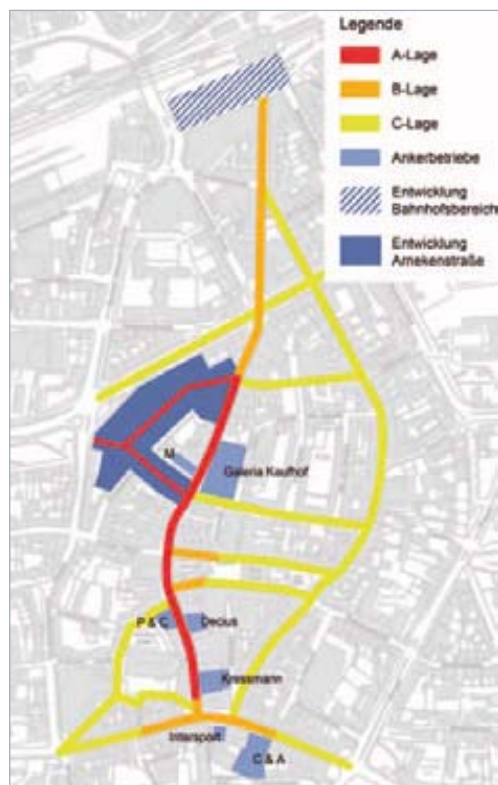 Legende
A-Lage
B-Lage
C-Lage
Ankerbetriebe
Entwicklung
Bahnhofsbereich
Entwicklung
Arnekenstraße
M
Galeria Kaufhof
P & C
Decius
Kressmann
Intersport
C & A